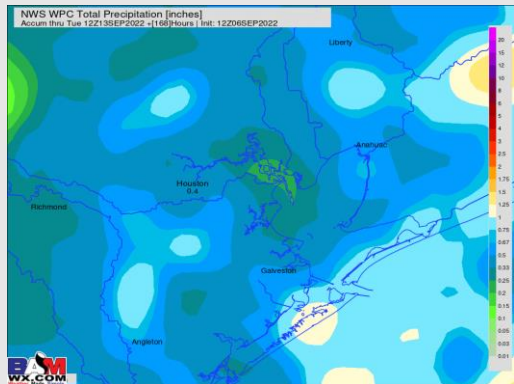 NWS WPC Total Precipitation [inches]
Accum thru Tue 12Z13SEP2022 +[168]Hours | Init: 12Z06SEP2022
Liberty
Anahuac
Houston
0.4
Richmond
Galveston
Angleton
20
15
12
10
9
8
7
6
5
4
3
2.5
2
1.75
1.5
1.25
1
0.75
0.67
0.5
0.33
0.25
0.15
0.1
0.05
0.03
0.01
BAM
WX.COM